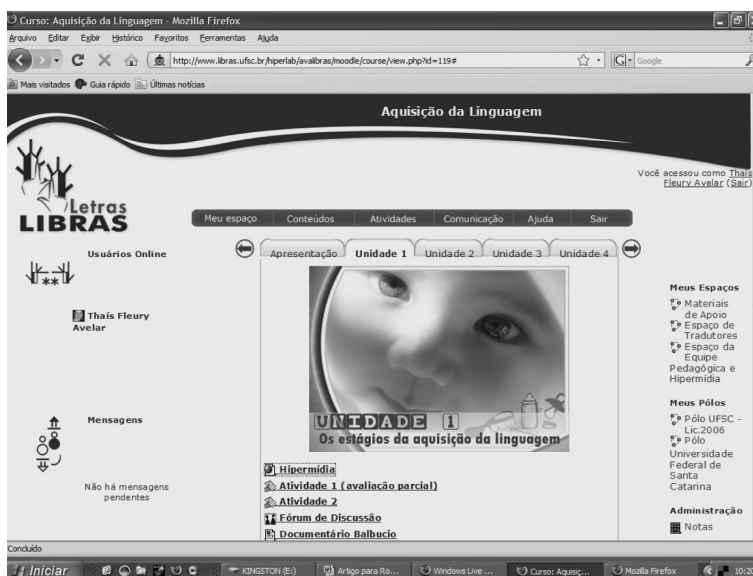 Curso: Aquisição da Linguagem - Mozilla Firefox
Arquivo Editar Exibir Histórico Favoritos Ferramentas Ajuda
http://www.libras.ufsc.br/hiperlab/avalibras/moodle/course/view.php?id=119#
G Google
Mais visitados Guia rápido Últimas notícias
Aquisição da Linguagem
Você acessou como Thaís
Fleury Avelar (Sair)
Letras
LIBRAS
Meu espaço Conteúdos Atividades Comunicação Ajuda Sair
Usuários Online
Apresentação Unidade 1 Unidade 2 Unidade 3 Unidade 4
Thaís Fleury
Avelar
Mensagens
Não há mensagens
pendentes
UNIDADE 1
Os estágios da aquisição da linguagem
Hipermídia
Atividade 1 (avaliação parcial)
Atividade 2
Fórum de Discussão
Documentário Balbucio
Meus Espaços
Materiais
de Apoio
Espaço de
Tradutores
Espaço da
Equipe
Pedagógica e
Hipermídia
Meus Pólos
Pólo UFSC -
Lic.2006
Pólo
Universidade
Federal de
Santa
Catarina
Administração
Notas
Concluído
Iniciar KINGSTON (E:) Artigo para Ro... Windows Live ... Curso: Aquisiç... Mozilla Firefox